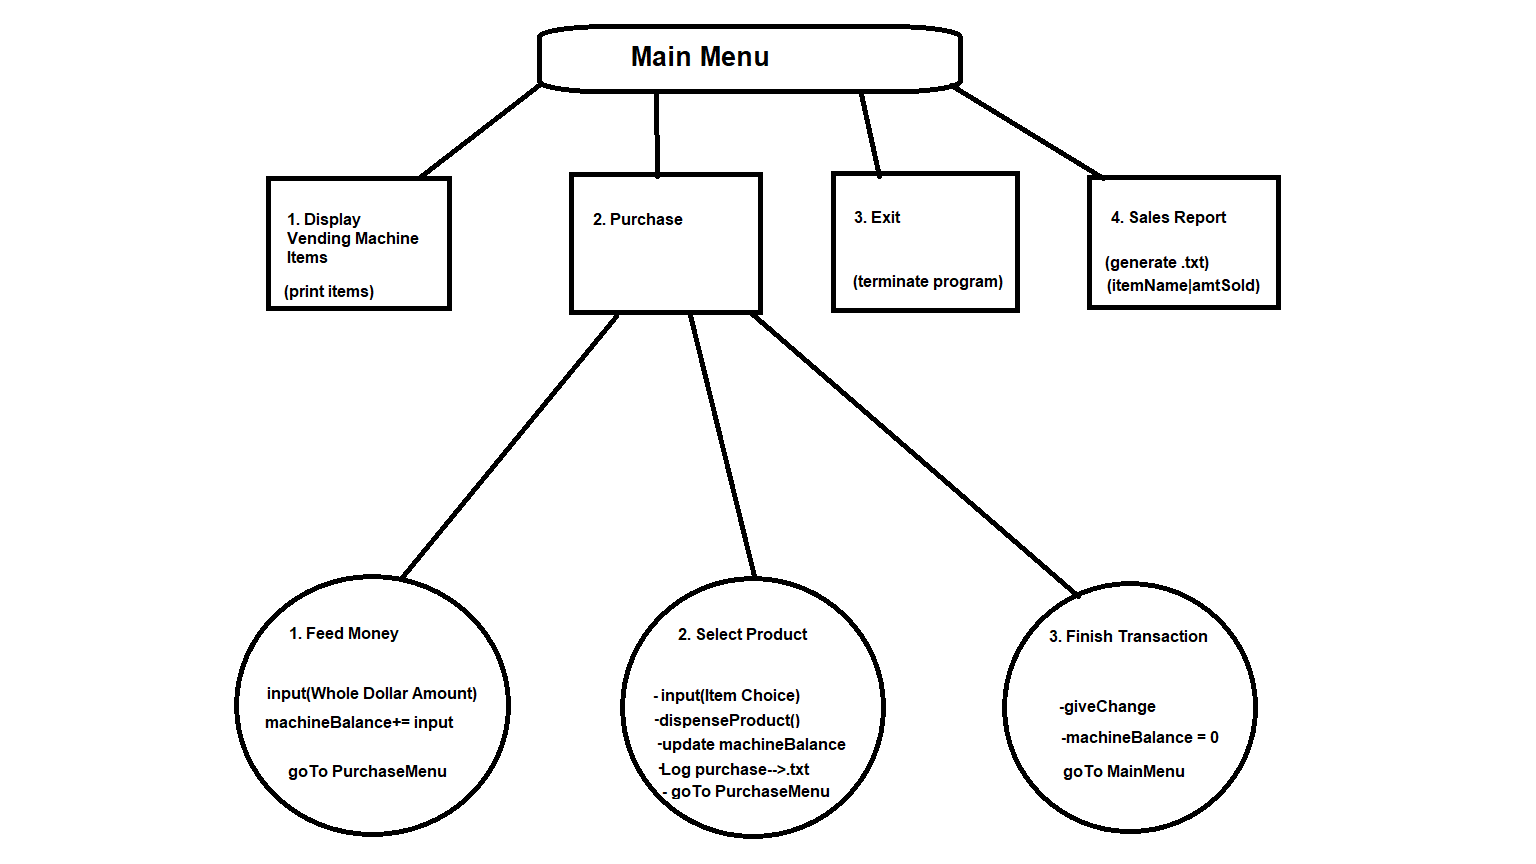 Main Menu
1. Display
Vending Machine
Items
(print items)
2. Purchase
3. Exit
(terminate program)
4. Sales Report
(generate .txt)
(itemName|amtSold)
1. Feed Money
input(Whole Dollar Amount)
machineBalance+= input
goTo PurchaseMenu
2. Select Product
- input(Item Choice)
-dispenseProduct()
-update machineBalance
-Log purchase-->.txt
- goTo PurchaseMenu
3. Finish Transaction
-giveChange
-machineBalance = 0
goTo MainMenu